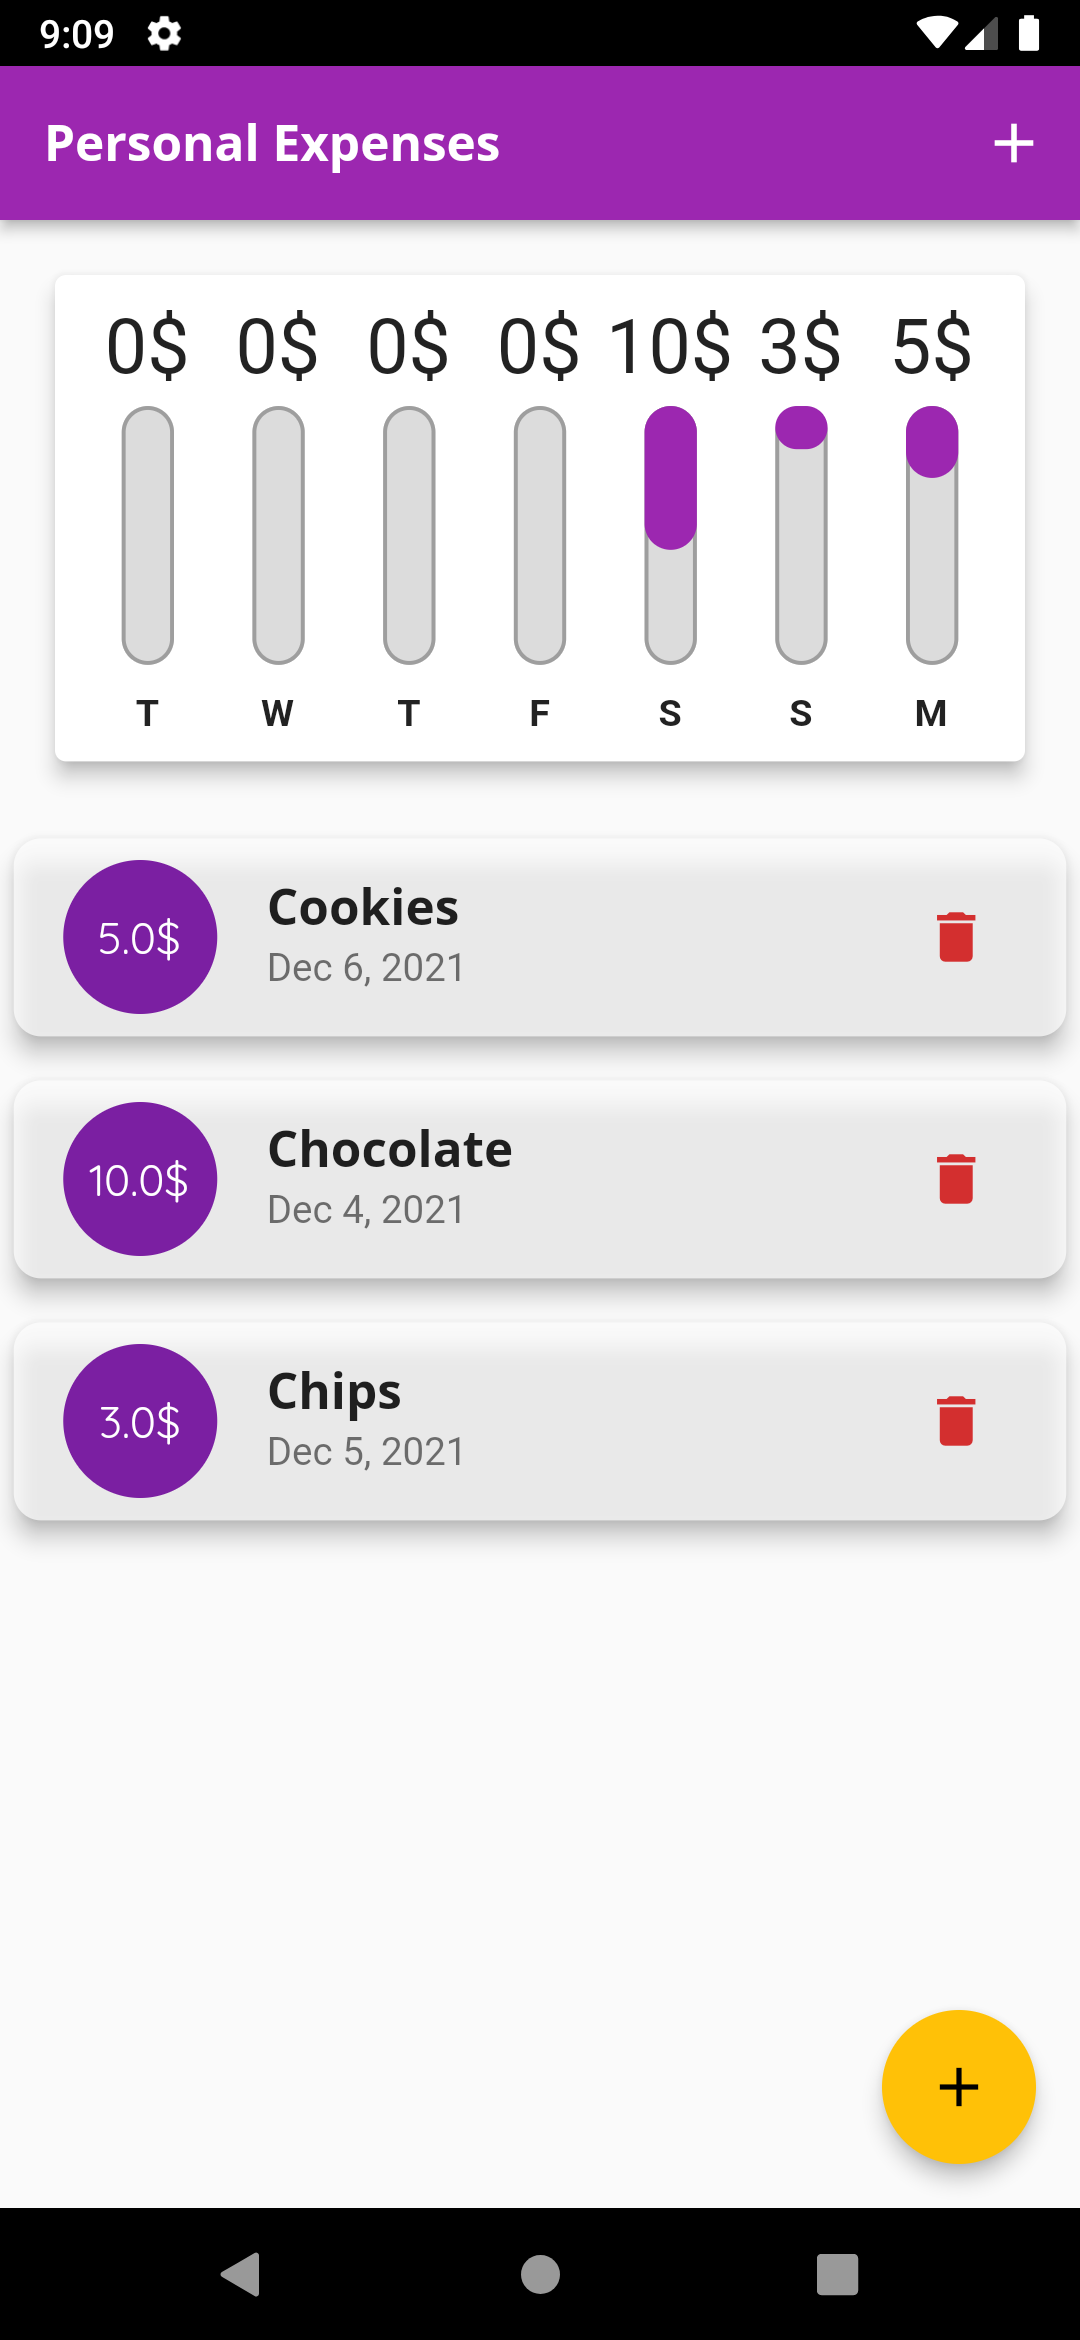 9:09
Personal Expenses
0$ 0$ 0$ 0$ 10$ 3$ 5$
T W T F S S M
5.0$
Cookies
Dec 6, 2021
10.0$
Chocolate
Dec 4, 2021
3.0$
Chips
Dec 5, 2021